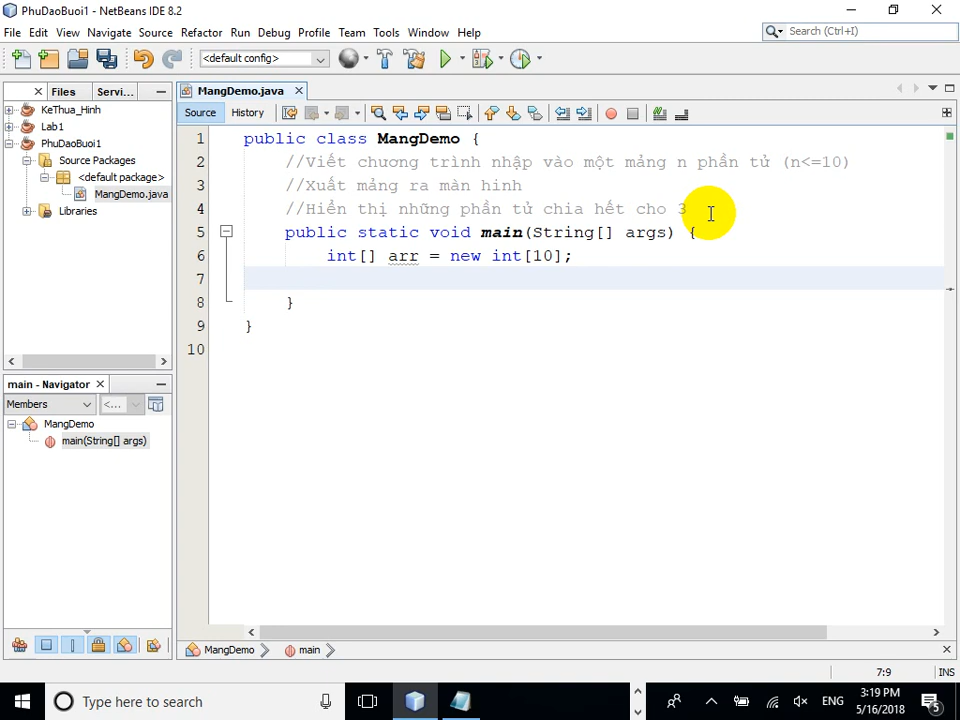 PhuDaoBuoi1 - NetBeans IDE 8.2
File Edit View Navigate Source Refactor Run Debug Profile Team Tools Window Help
Search (Ctrl+I)
<default config>
Files Servi...
MangDemo.java
KeThua_Hinh
Lab1
PhuDaoBuoi1
Source Packages
<default package>
MangDemo.java
Libraries
Source History
1 public class MangDemo {
2 //Viết chương trình nhập vào một mảng n phần tử (n<=10)
3 //Xuất mảng ra màn hinh
4 //Hiển thị những phần tử chia hết cho 3
5 public static void main(String[] args) {
6 int[] arr = new int[10];
7
8 }
9 }
10
main - Navigator
Members <...
MangDemo
main(String[] args)
MangDemo main
7:9 INS
Type here to search
ENG
3:19 PM
5/16/2018
5